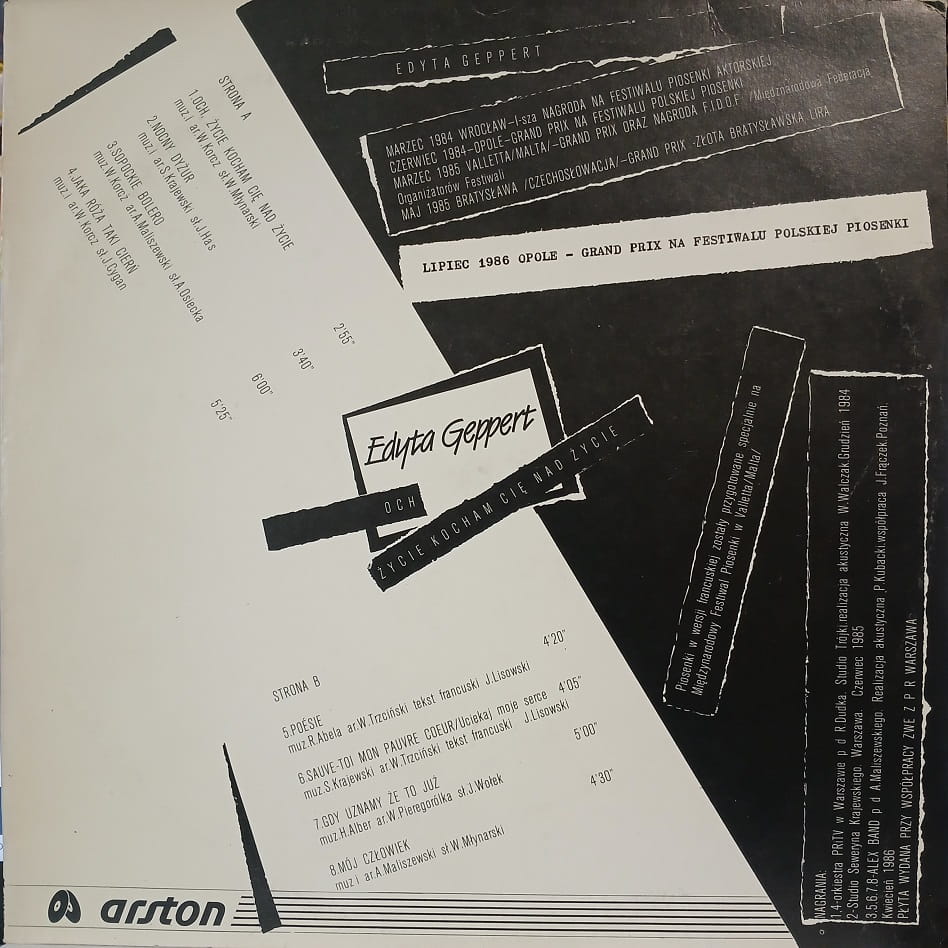 EDYTA GEPPERT
MARZEC 1984 WROCŁAW-I-sza NAGRODA NA FESTIWALU PIOSENKI AKTORSKIEJ
CZERWIEC 1984-OPOLE-GRAND PRIX NA FESTIWALU POLSKIEJ PIOSENKI
MARZEC 1985 VALLETTA/MALTA/-GRAND PRIX ORAZ NAGRODA F.I.D.O.F /Międzynarodowa Federacja
Organizatorów Festiwali
MAJ 1985 BRATYSŁAWA /CZECHOSŁOWACJA/-GRAND PRIX -ZŁOTA BRATYSŁAWSKA LIRA
LIPIEC 1986 OPOLE - GRAND PRIX NA FESTIWALU POLSKIEJ PIOSENKI
STRONA A
1.OCH, ŻYCIE KOCHAM CIĘ NAD ŻYCIE 2'55"
muz.i ar.W.Korcz sł.W.Młynarski
2.NOCNY DYŻUR 3'40"
muz.i ar.S.Krajewski sł.J.Has
3.SOPOCKIE BOLERO 6'00"
muz.W.Korcz ar.A.Maliszewski sł.A.Osiecka
4.JAKA RÓŻA TAKI CIERŃ 5'25"
muz.i ar.W.Korcz sł.J.Cygan
Edyta Geppert
OCH
ŻYCIE KOCHAM CIĘ NAD ŻYCIE
STRONA B
5.POÉSIE 4'20"
muz.R.Abela ar.W.Trzciński tekst francuski J.Lisowski
6.SAUVE-TOI MON PAUVRE COEUR/Uciekaj moje serce 4'05"
muz.S.Krajewski ar.W.Trzciński tekst francuski J.Lisowski
7.GDY UZNAMY ŻE TO JUŻ 5'00"
muz.H.Alber ar.W.Pieregorólka sł.J.Wołek
8.MÓJ CZŁOWIEK 4'30"
muz i ar.A.Maliszewski sł.W.Młynarski
Piosenki w wersji francuskiej zostały przygotowane specjalnie na
Międzynarodowy Festiwal Piosenki w Valletta/Malta/
NAGRANIA:
1,4-orkiestra PRiTV w Warszawie p d R.Dudka. Studio Trójki.realizacja akustyczna W.Walczak.Grudzień 1984
2-Studio Seweryna Krajewskiego. Warszawa. Czerwiec 1985
3,5,6,7,8-ALEX BAND p d A.Maliszewskiego. Realizacja akustyczna P.Kubacki.współpraca J.Frączek.Poznań.
Kwiecień 1986
PŁYTA WYDANA PRZY WSPÓŁPRACY ZWE Z P R WARSZAWA
arston